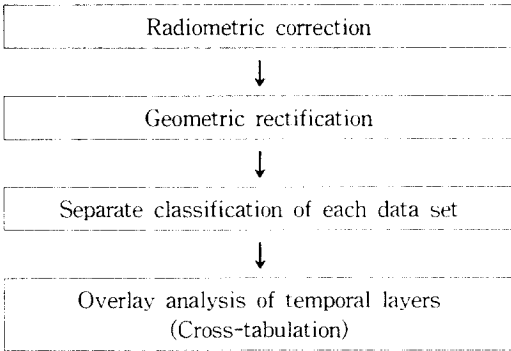 Radiometric correction
Geometric rectification
Separate classification of each data set
Overlay analysis of temporal layers
(Cross-tabulation)